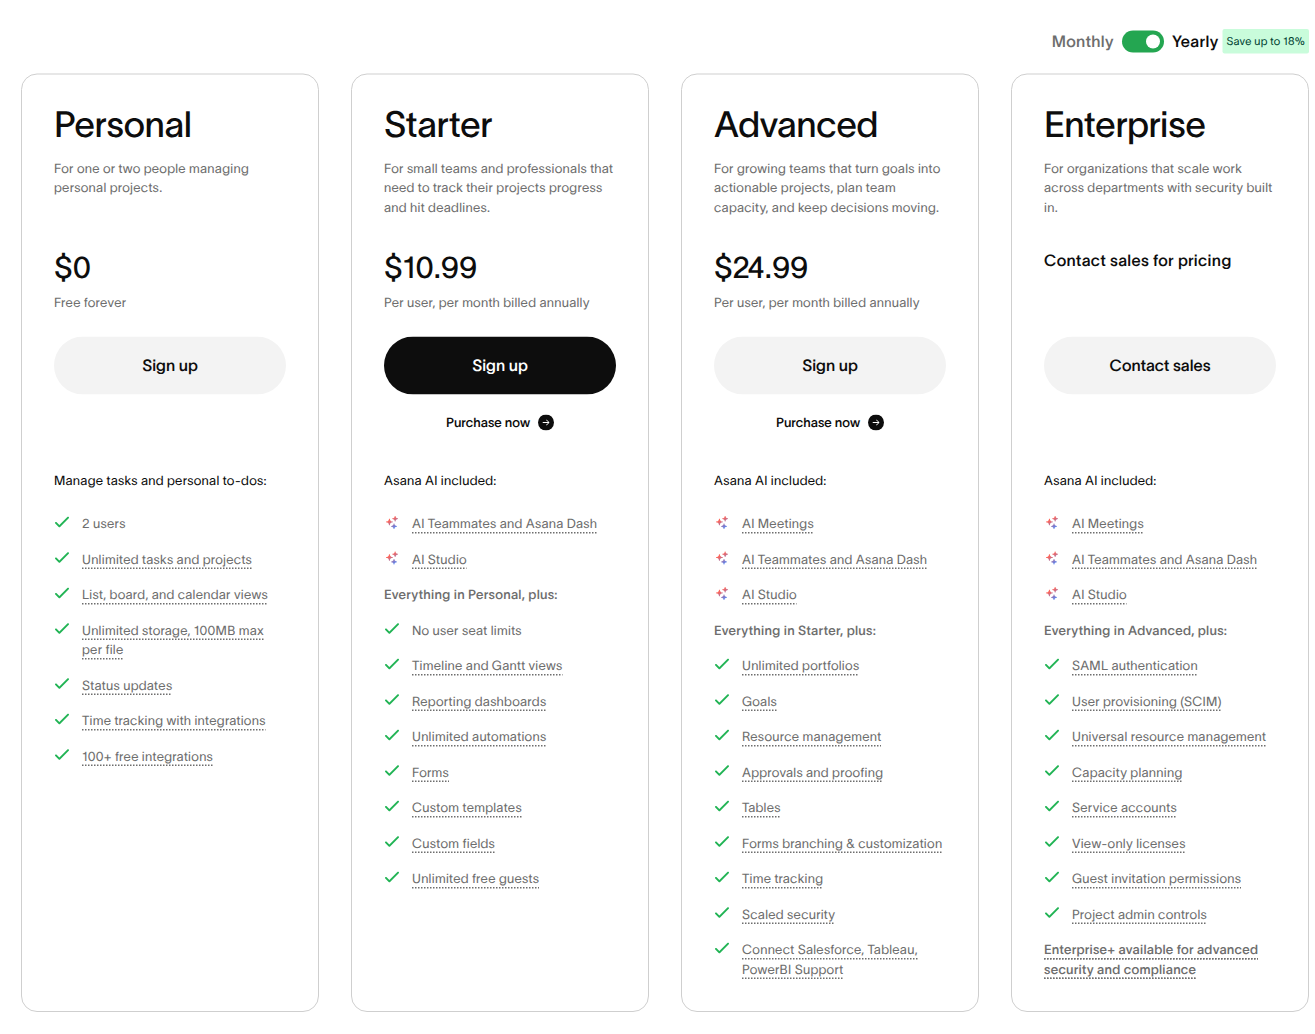 Monthly Yearly Save up to 18%
Personal
For one or two people managing
personal projects.
$0
Free forever
Sign up
Manage tasks and personal to-dos:
2 users
Unlimited tasks and projects
List, board, and calendar views
Unlimited storage, 100MB max
per file
Status updates
Time tracking with integrations
100+ free integrations
Starter
For small teams and professionals that
need to track their projects progress
and hit deadlines.
$10.99
Per user, per month billed annually
Sign up
Purchase now
Asana AI included:
AI Teammates and Asana Dash
AI Studio
Everything in Personal, plus:
No user seat limits
Timeline and Gantt views
Reporting dashboards
Unlimited automations
Forms
Custom templates
Custom fields
Unlimited free guests
Advanced
For growing teams that turn goals into
actionable projects, plan team
capacity, and keep decisions moving.
$24.99
Per user, per month billed annually
Sign up
Purchase now
Asana AI included:
AI Meetings
AI Teammates and Asana Dash
AI Studio
Everything in Starter, plus:
Unlimited portfolios
Goals
Resource management
Approvals and proofing
Tables
Forms branching & customization
Time tracking
Scaled security
Connect Salesforce, Tableau,
PowerBI Support
Enterprise
For organizations that scale work
across departments with security built
in.
Contact sales for pricing
Contact sales
Asana AI included:
AI Meetings
AI Teammates and Asana Dash
AI Studio
Everything in Advanced, plus:
SAML authentication
User provisioning (SCIM)
Universal resource management
Capacity planning
Service accounts
View-only licenses
Guest invitation permissions
Project admin controls
Enterprise+ available for advanced
security and compliance